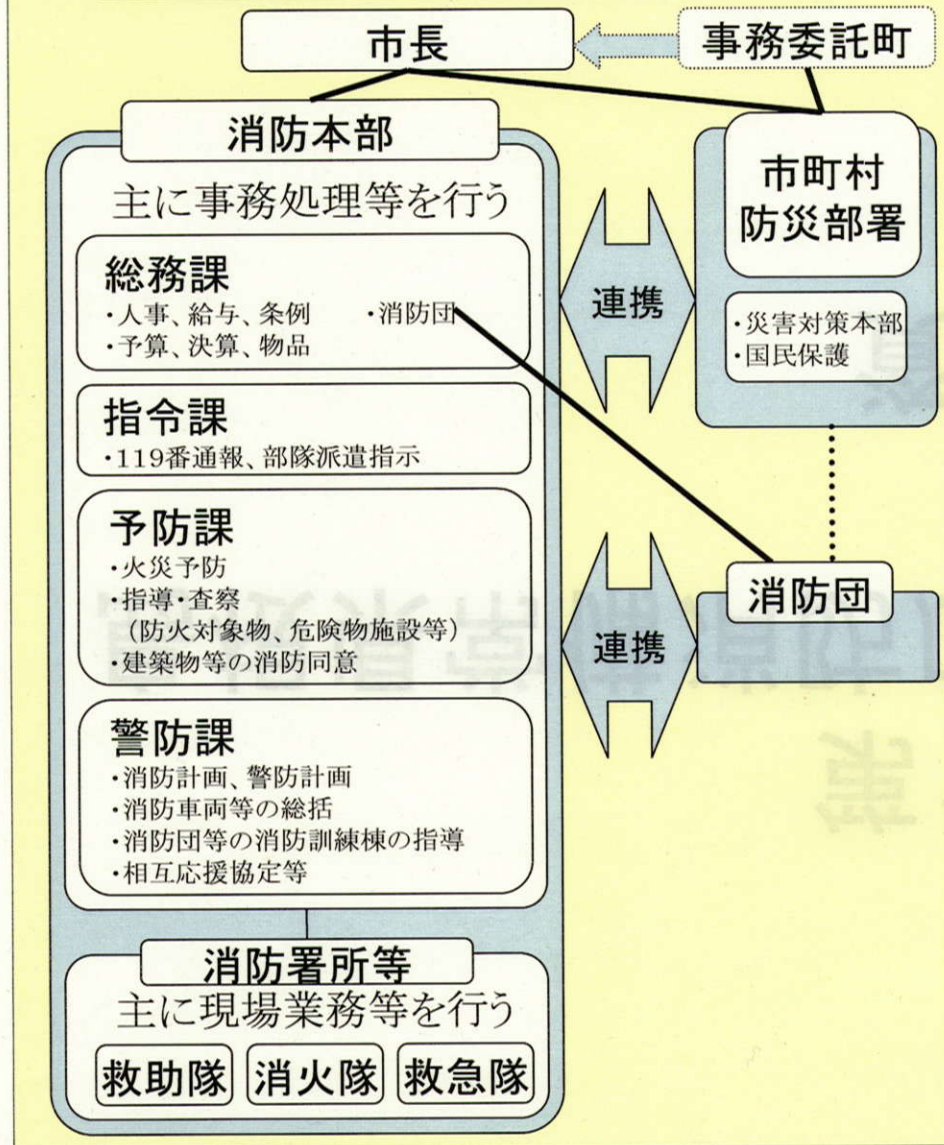 市長
事務委託町
消防本部
主に事務処理等を行う
総務課
・人事、給与、条例 ・消防団
・予算、決算、物品
指令課
・119番通報、部隊派遣指示
予防課
・火災予防
・指導・査察
（防火対象物、危険物施設等）
・建築物等の消防同意
警防課
・消防計画、警防計画
・消防車両等の総括
・消防団等の消防訓練棟の指導
・相互応援協定等
消防署所等
主に現場業務等を行う
救助隊 消火隊 救急隊
連携
市町村
防災部署
・災害対策本部
・国民保護
連携
消防団